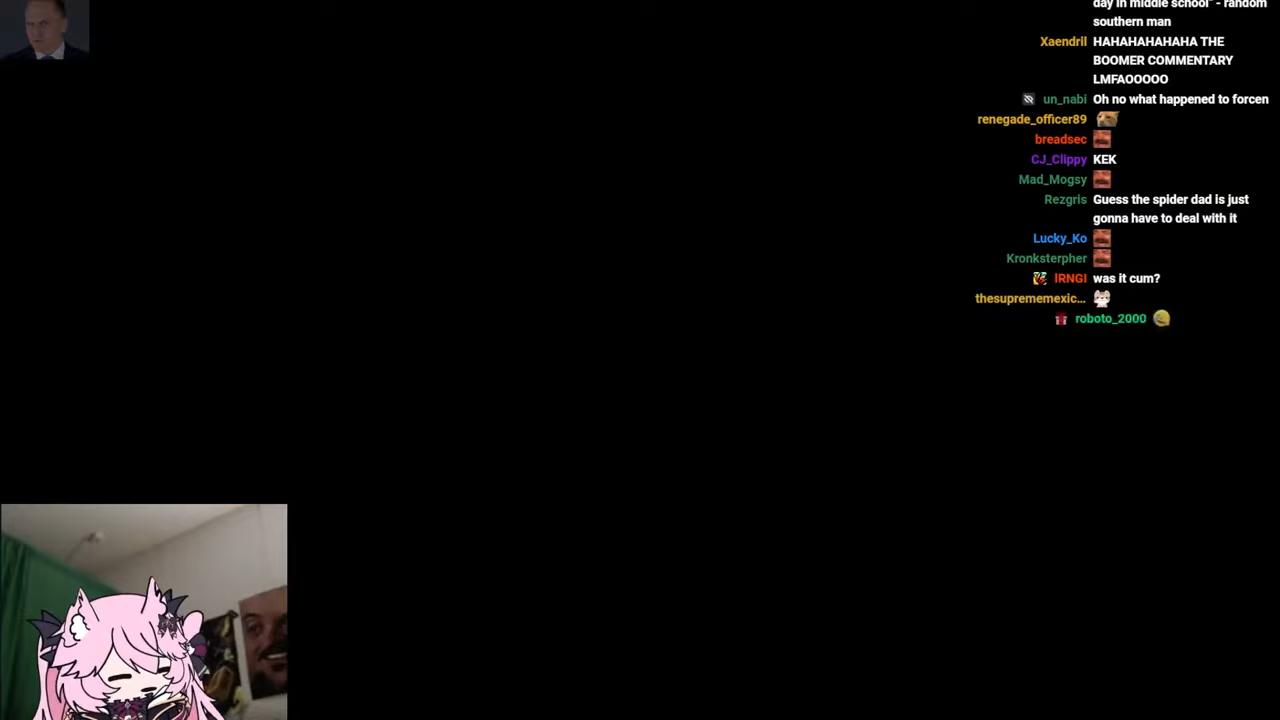 day in middle school" - random
southern man
Xaendril HAHAHAHAHAHA THE
BOOMER COMMENTARY
LMFAOOOOO
un_nabi Oh no what happened to forcen
renegade_officer89
breadsec
CJ_Clippy KEK
Mad_Mogsy
Rezgris Guess the spider dad is just
gonna have to deal with it
Lucky_Ko
Kronksterpher
lRNGl was it cum?
thesuprememexic...
roboto_2000